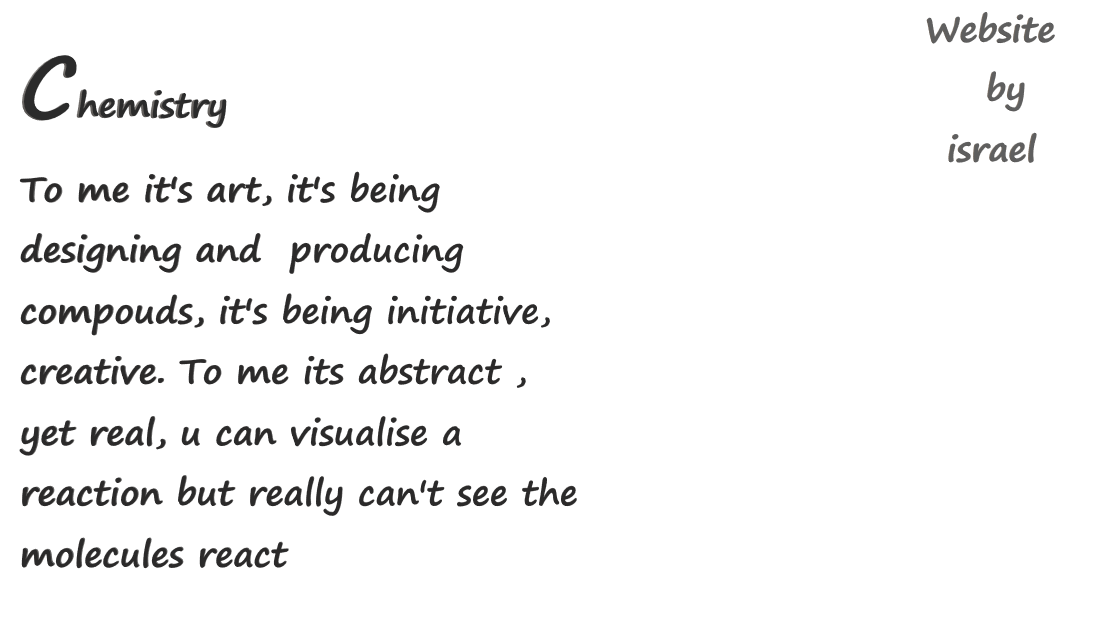 Website
by
israel
Chemistry
To me it's art, it's being
designing and  producing
compouds, it's being initiative,
creative. To me its abstract ,
yet real, u can visualise a
reaction but really can't see the
molecules react